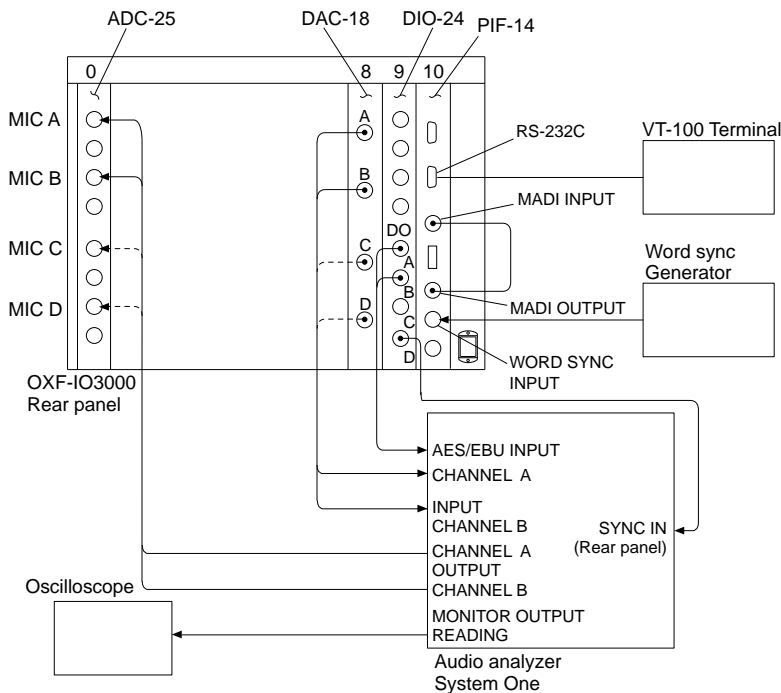 ADC-25
DAC-18
DIO-24
PIF-14
0
8
9
10
MIC A
MIC B
MIC C
MIC D
A
B
C
D
DO
A
B
C
D
RS-232C
VT-100 Terminal
MADI INPUT
Word sync
Generator
MADI OUTPUT
WORD SYNC
INPUT
OXF-IO3000
Rear panel
AES/EBU INPUT
CHANNEL A
INPUT
CHANNEL B
SYNC IN
(Rear panel)
CHANNEL A
OUTPUT
CHANNEL B
MONITOR OUTPUT
READING
Oscilloscope
Audio analyzer
System One